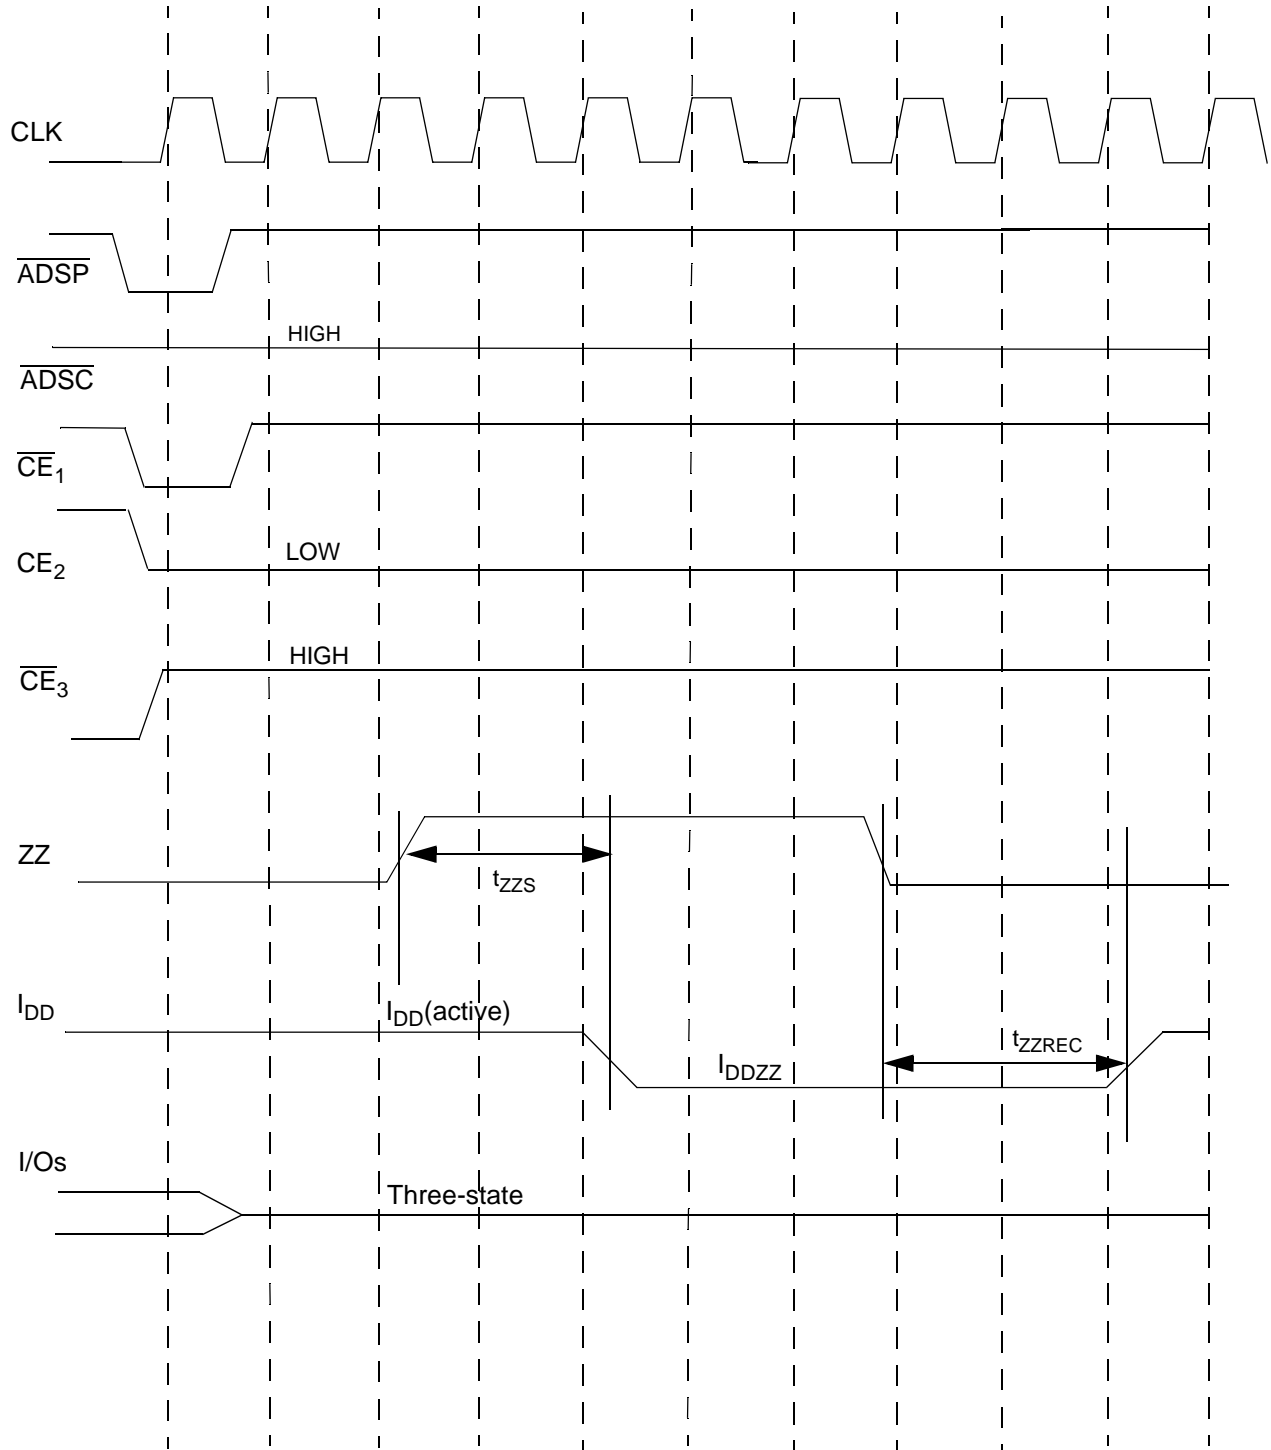 CLK
ADSP
HIGH
ADSC
CE1
LOW
CE2
HIGH
CE3
ZZ
tZZS
IDD
IDD(active)
tZZREC
IDDZZ
I/Os
Three-state